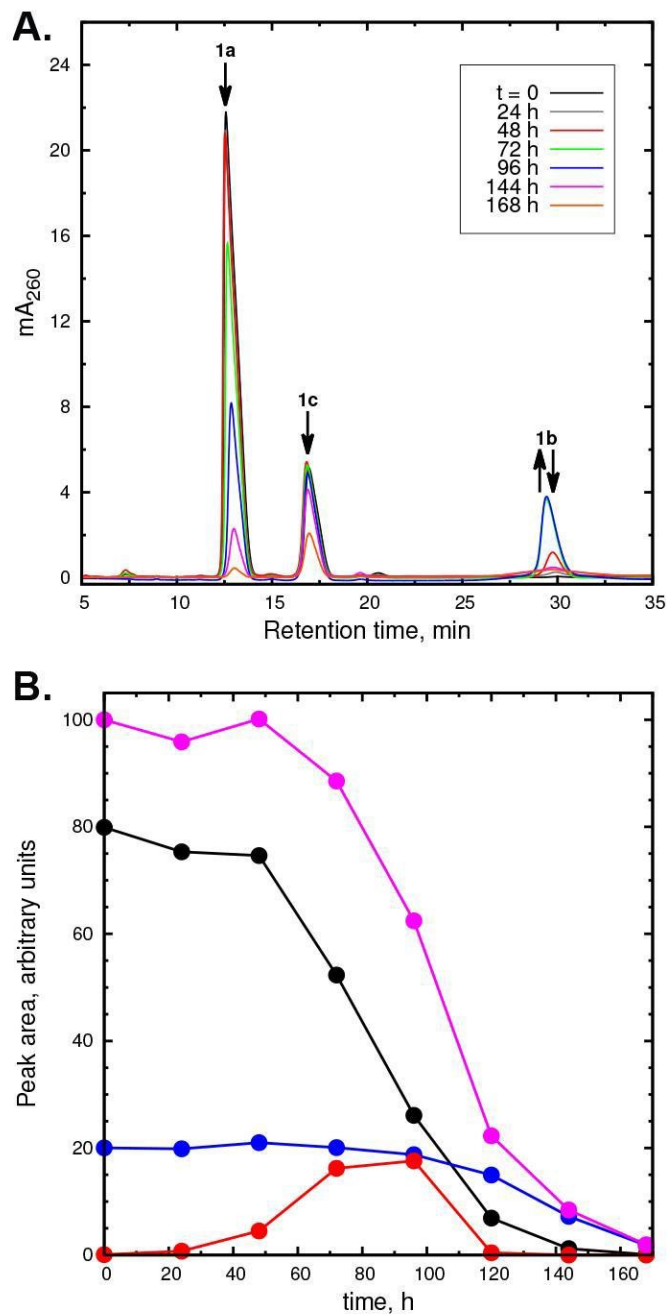 A.
1a
1c
1b
t = 0
24 h
48 h
72 h
96 h
144 h
168 h
24
20
16
12
8
4
0
mA260
5 10 15 20 25 30 35
Retention time, min
B.
100
80
60
40
20
0
Peak area, arbitrary units
0 20 40 60 80 100 120 140 160
time, h